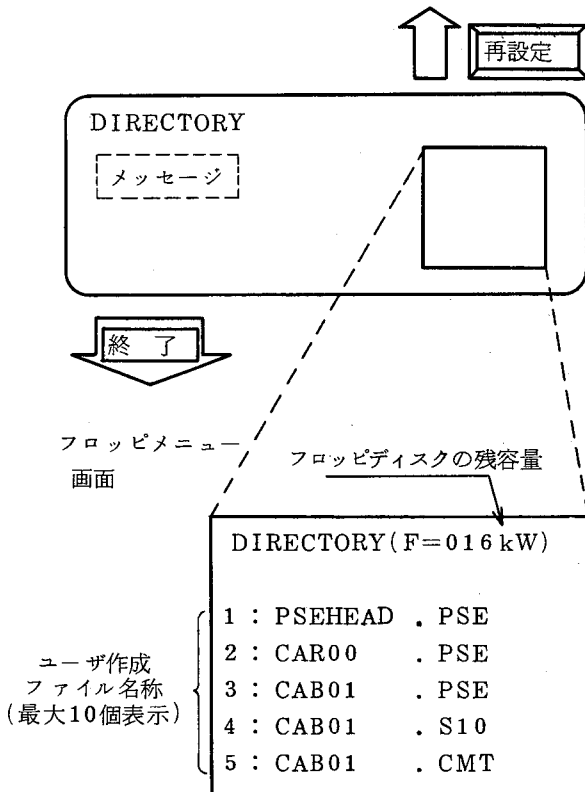 再設定
DIRECTORY
メッセージ
終 了
フロッピメニュー
画面
フロッピディスクの残容量
DIRECTORY(F=016kW)
1:PSEHEAD .PSE
2:CAR00 .PSE
3:CAB01 .PSE
4:CAB01 .S10
5:CAB01 .CMT
ユーザ作成
ファイル名称
(最大10個表示)